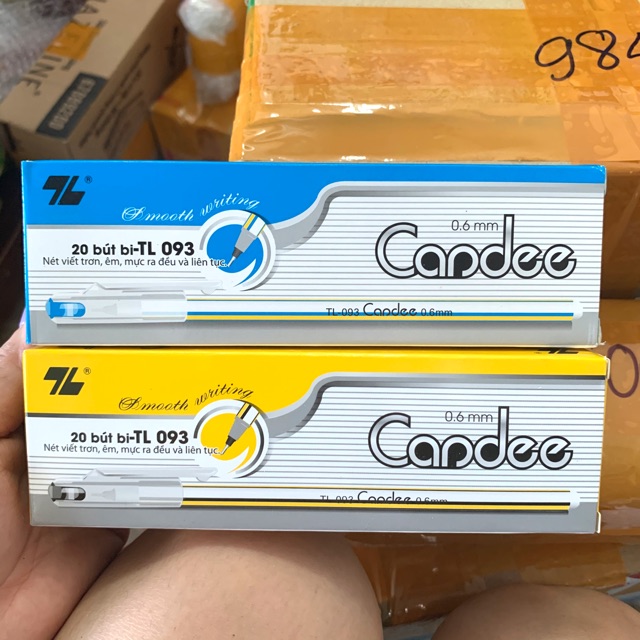 984
TL®
Smooth writing
20 bút bi-TL 093
Nét viết trơn, êm, mực ra đều và liên tục.
0.6 mm
Candee
TL-093 Candee 0.6mm
TL®
Smooth writing
20 bút bi-TL 093
Nét viết trơn, êm, mực ra đều và liên tục.
0.6 mm
Candee
TL-093 Candee 0.6mm